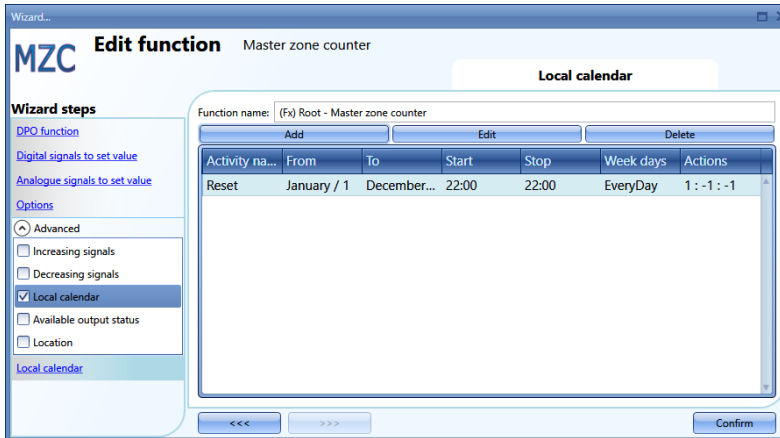 Wizard...
MZC Edit function Master zone counter
Local calendar
Wizard steps
DPO function
Digital signals to set value
Analogue signals to set value
Options
Advanced
Increasing signals
Decreasing signals
Local calendar
Available output status
Location
Local calendar
Function name: (Fx) Root - Master zone counter
Add Edit Delete
Activity na... From To Start Stop Week days Actions
Reset January / 1 December... 22:00 22:00 EveryDay 1 : -1 : -1
<<< >>> Confirm